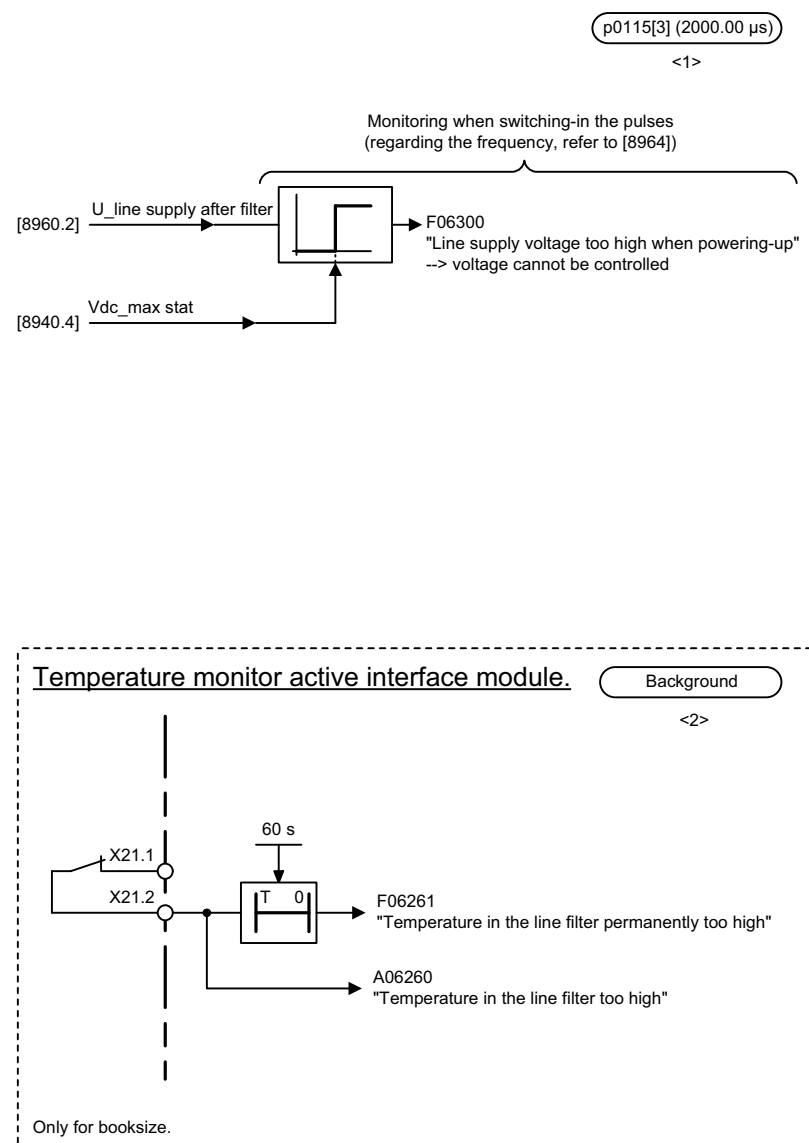 p0115[3] (2000.00 µs)
<1>
Monitoring when switching-in the pulses
(regarding the frequency, refer to [8964])
[8960.2]
U_line supply after filter
F06300
"Line supply voltage too high when powering-up"
--> voltage cannot be controlled
[8940.4]
Vdc_max stat
Temperature monitor active interface module.
Background
<2>
60 s
X21.1
X21.2
T 0
F06261
"Temperature in the line filter permanently too high"
A06260
"Temperature in the line filter too high"
Only for booksize.